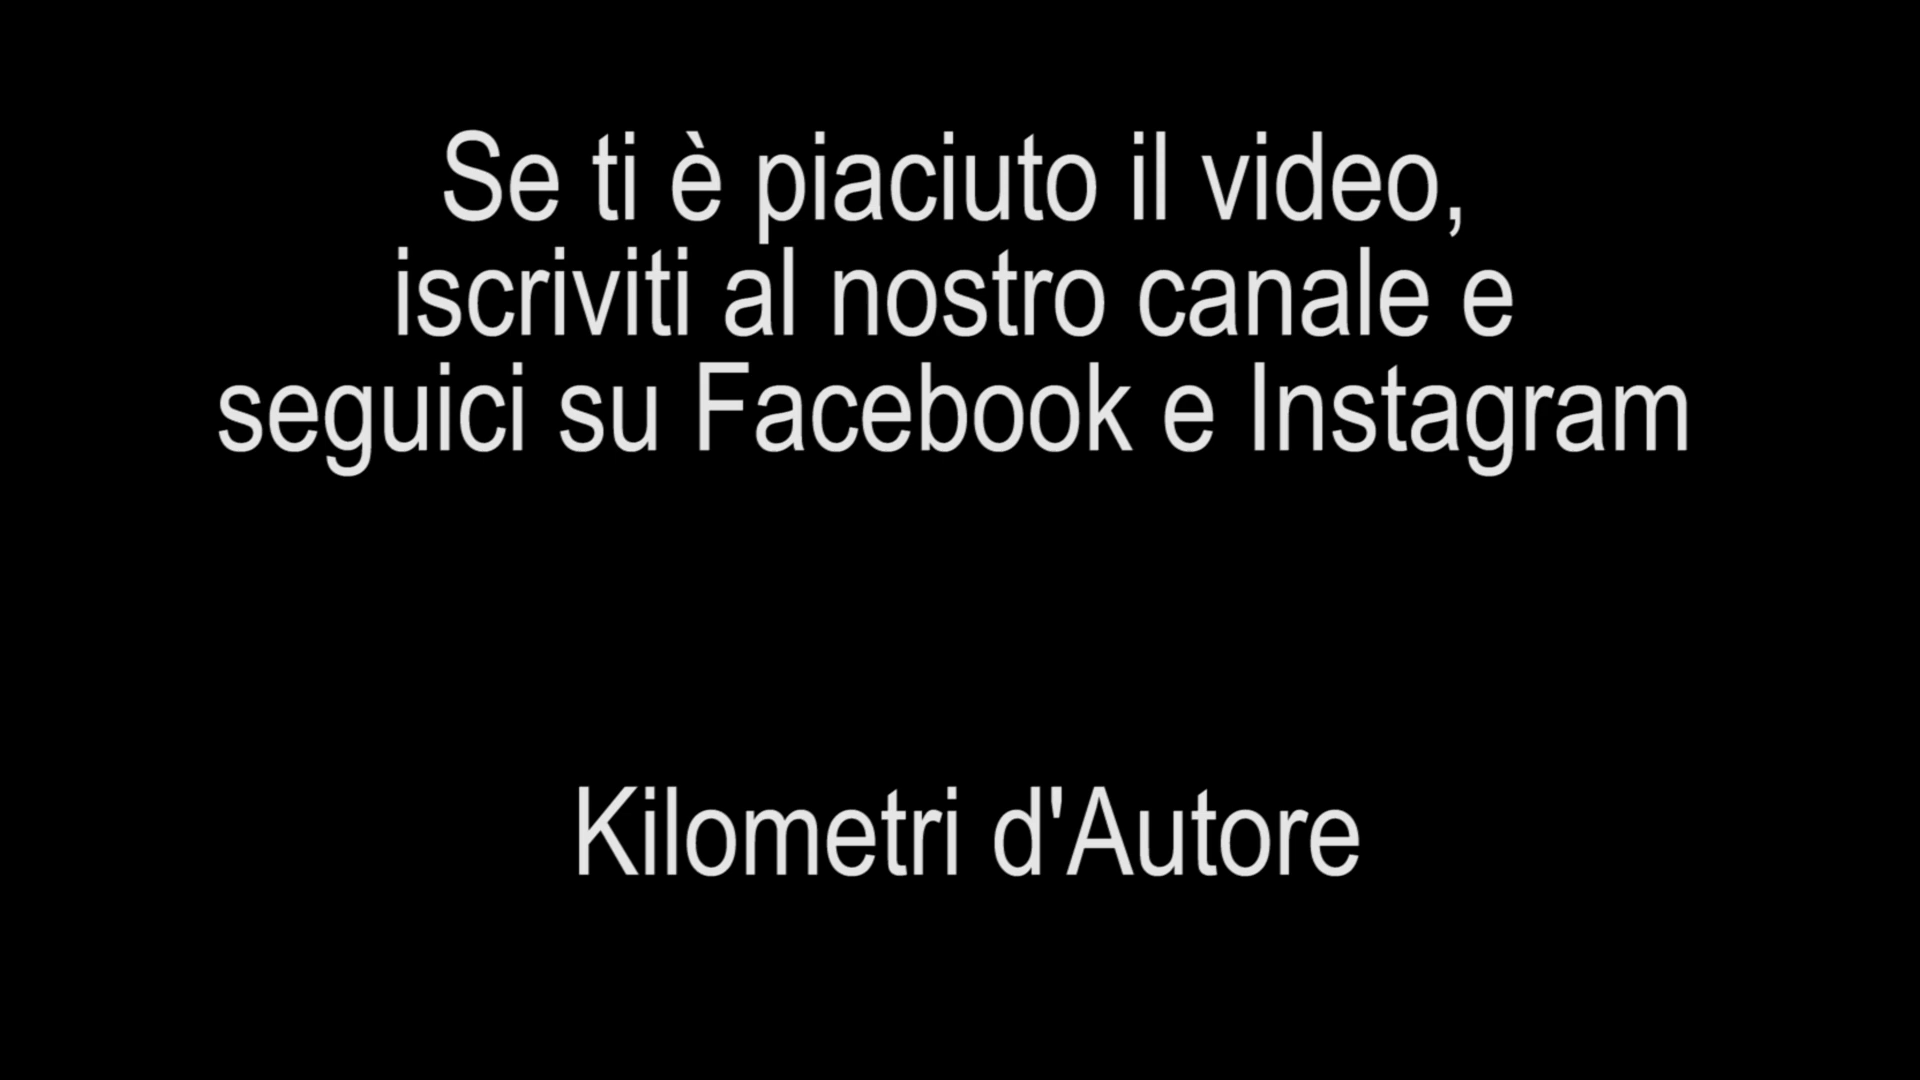 Se ti è piaciuto il video,
iscriviti al nostro canale e
seguici su Facebook e Instagram
Kilometri d'Autore